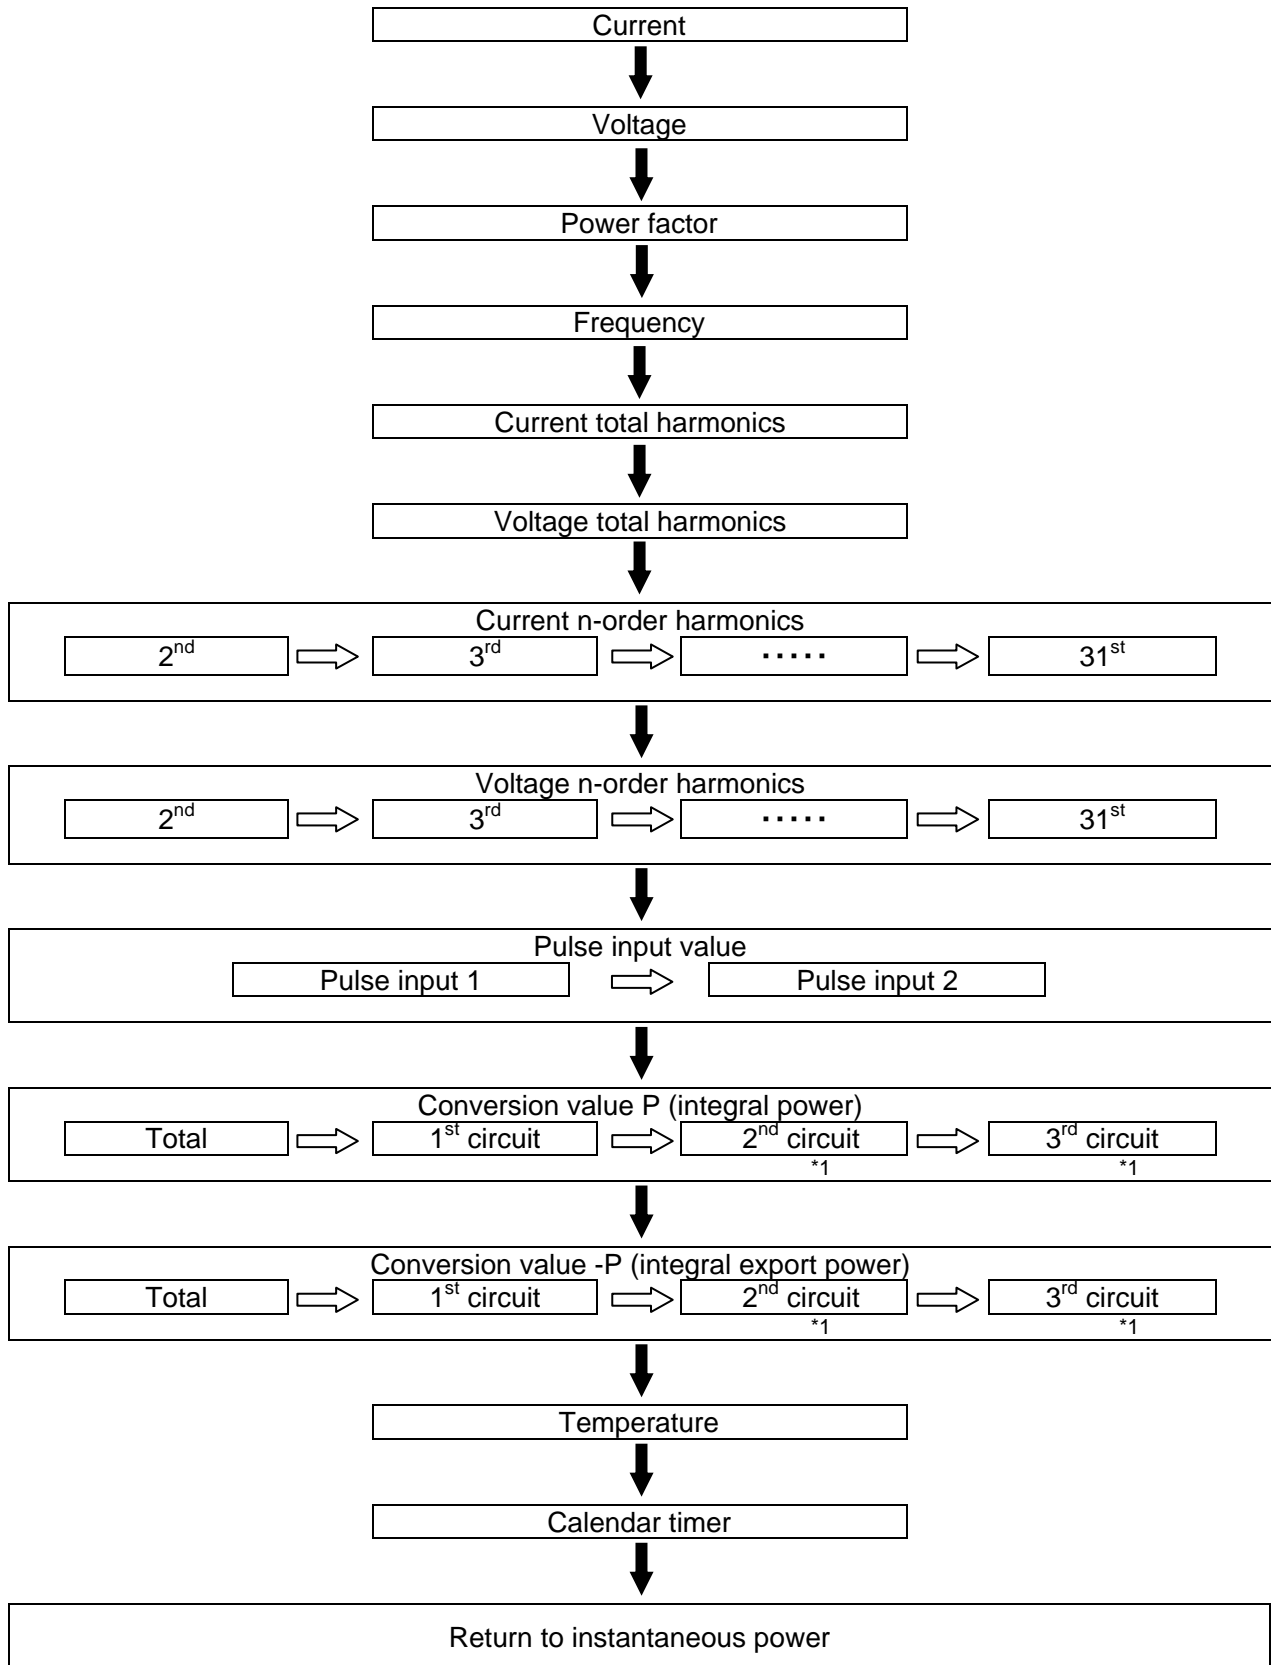 Current
Voltage
Power factor
Frequency
Current total harmonics
Voltage total harmonics
Current n-order harmonics
2nd 3rd ····· 31st
Voltage n-order harmonics
2nd 3rd ····· 31st
Pulse input value
Pulse input 1 Pulse input 2
Conversion value P (integral power)
Total 1st circuit 2nd circuit 3rd circuit
*1 *1
Conversion value -P (integral export power)
Total 1st circuit 2nd circuit 3rd circuit
*1 *1
Temperature
Calendar timer
Return to instantaneous power